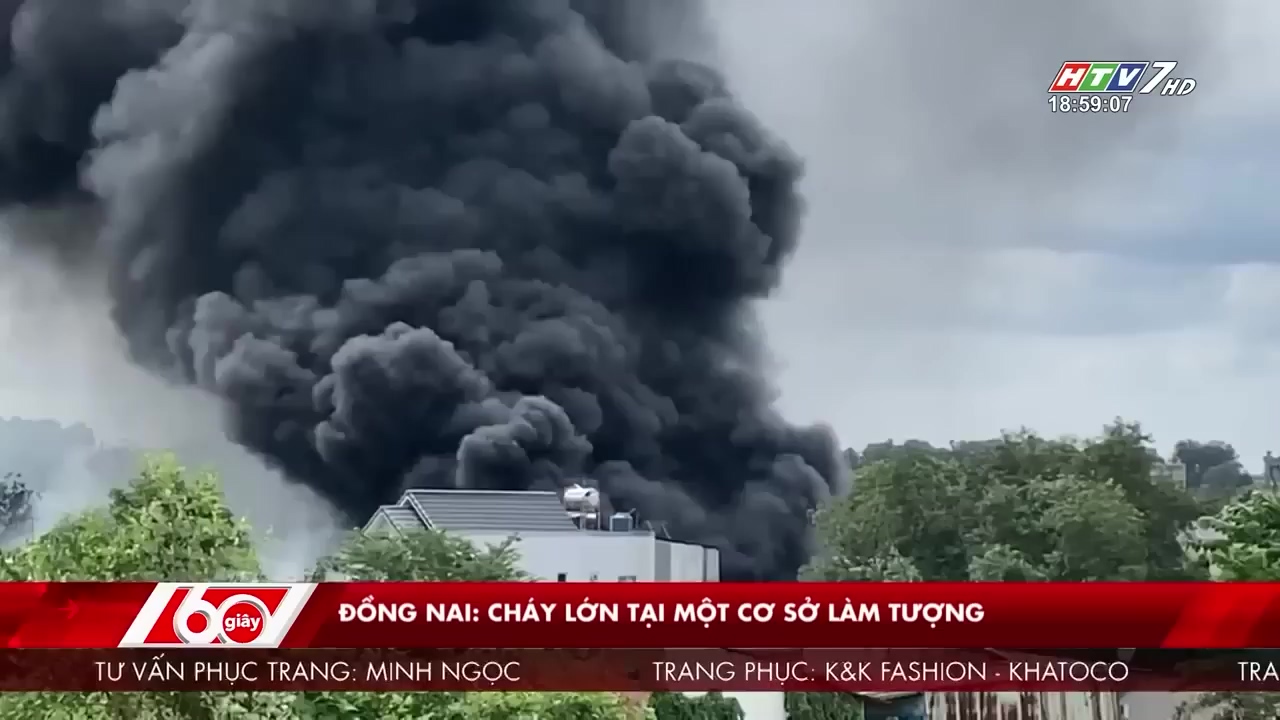 HTV7 HD
18:59:07
60 giây
ĐỒNG NAI: CHÁY LỚN TẠI MỘT CƠ SỞ LÀM TƯỢNG
TƯ VẤN PHỤC TRANG: MINH NGỌC TRANG PHỤC: K&K FASHION - KHATOCO TRA